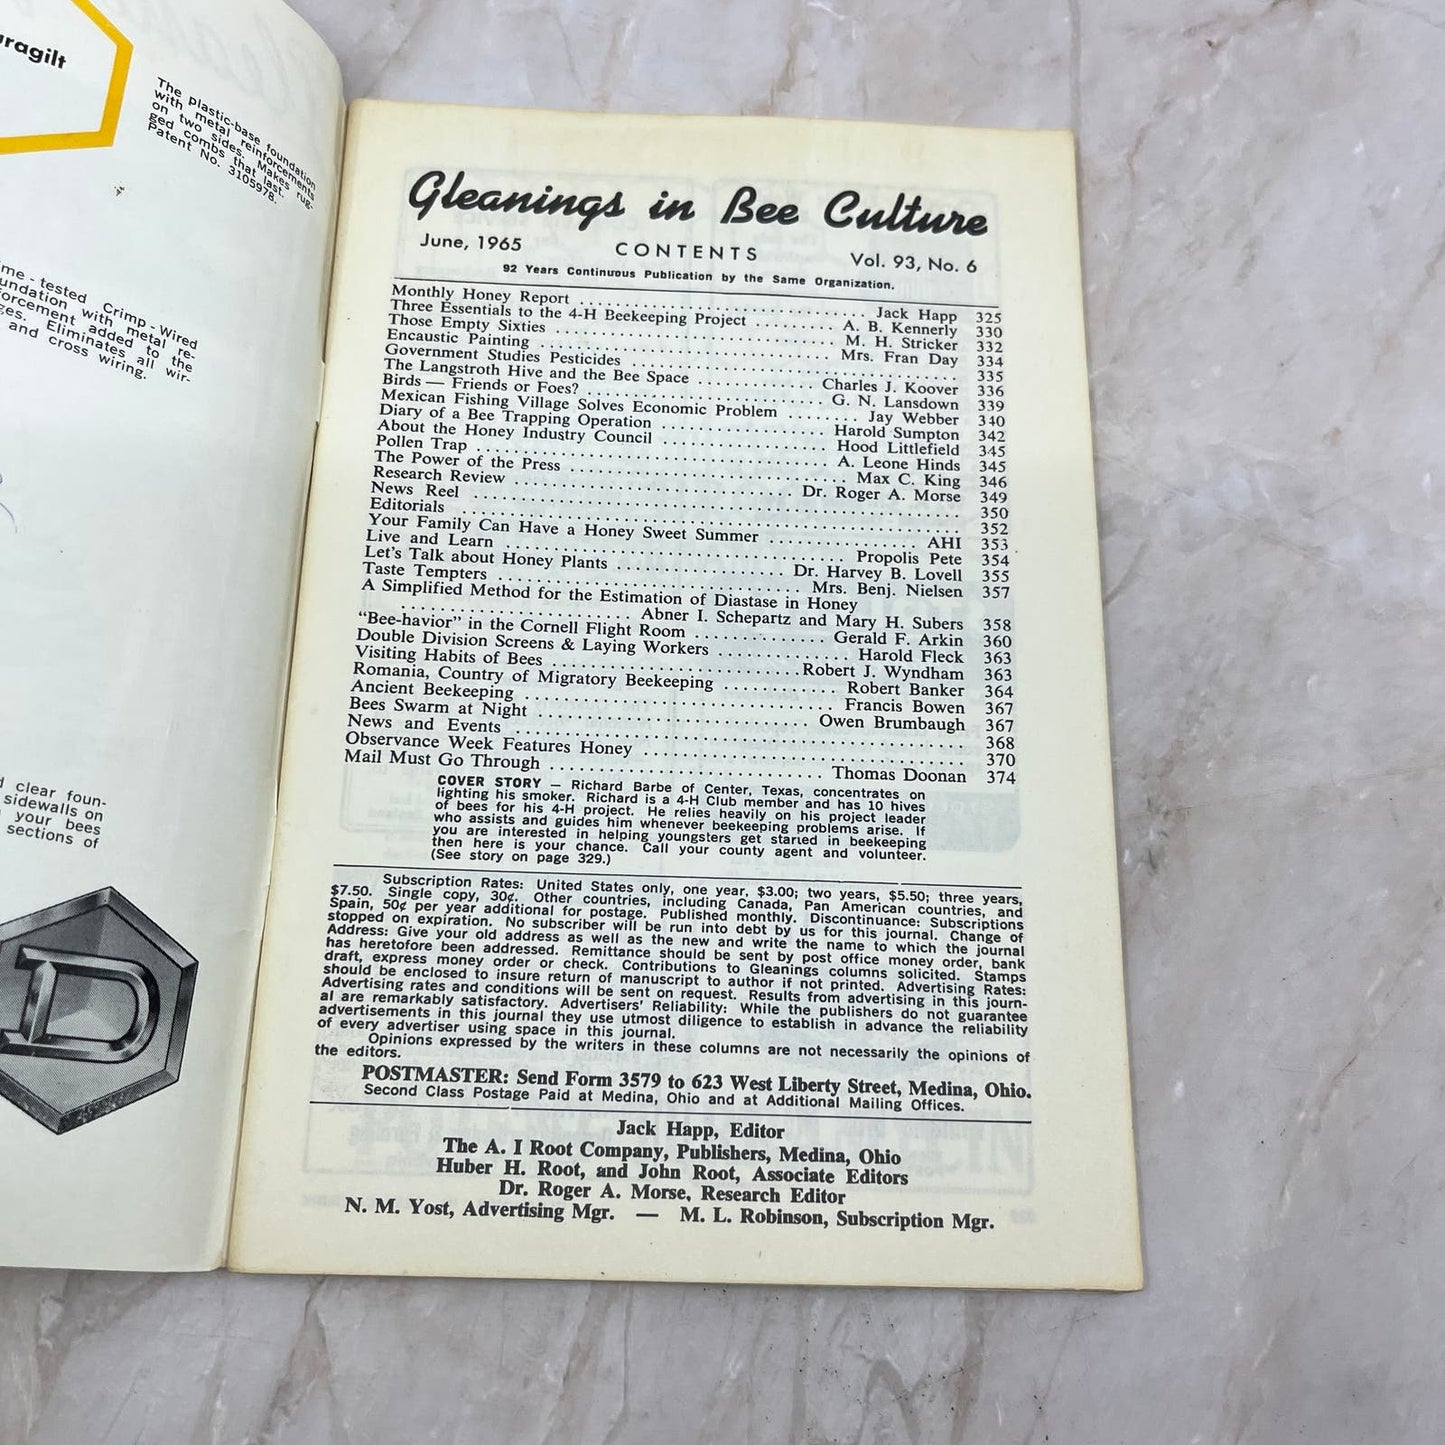 uragilt
The plastic-base foundation
with metal reinforcements
on two sides. Makes rug-
ged combs that last.
Patent No. 3105978.
me-tested Crimp-Wired
undation with metal re-
forcement added to the
ges. Eliminates all wir-
and cross wiring.
clear foun-
sidewalls on
your bees
sections of
D
Gleanings in Bee Culture
June, 1965 CONTENTS Vol. 93, No. 6
92 Years Continuous Publication by the Same Organization.
Monthly Honey Report .......... Jack Happ 325
Three Essentials to the 4-H Beekeeping Project .......... A. B. Kennerly 330
Those Empty Sixties .......... M. H. Stricker 332
Encaustic Painting .......... Mrs. Fran Day 334
Government Studies Pesticides .......... 335
The Langstroth Hive and the Bee Space .......... Charles J. Koover 336
Birds — Friends or Foes? .......... G. N. Lansdown 339
Mexican Fishing Village Solves Economic Problem .......... Jay Webber 340
Diary of a Bee Trapping Operation .......... Harold Sumpton 342
About the Honey Industry Council .......... Hood Littlefield 345
Pollen Trap .......... A. Leone Hinds 345
The Power of the Press .......... Max C. King 346
Research Review .......... Dr. Roger A. Morse 349
News Reel .......... 350
Editorials .......... 352
Your Family Can Have a Honey Sweet Summer .......... AHI 353
Live and Learn .......... Propolis Pete 354
Let's Talk about Honey Plants .......... Dr. Harvey B. Lovell 355
Taste Tempters .......... Mrs. Benj. Nielsen 357
A Simplified Method for the Estimation of Diastase in Honey
.......... Abner I. Schepartz and Mary H. Subers 358
"Bee-havior" in the Cornell Flight Room .......... Gerald F. Arkin 360
Double Division Screens & Laying Workers .......... Harold Fleck 363
Visiting Habits of Bees .......... Robert J. Wyndham 363
Romania, Country of Migratory Beekeeping .......... Robert Banker 364
Ancient Beekeeping .......... Francis Bowen 367
Bees Swarm at Night .......... Owen Brumbaugh 367
News and Events .......... 368
Observance Week Features Honey .......... 370
Mail Must Go Through .......... Thomas Doonan 374
COVER STORY — Richard Barbe of Center, Texas, concentrates on
lighting his smoker. Richard is a 4-H Club member and has 10 hives
of bees for his 4-H project. He relies heavily on his project leader
who assists and guides him whenever beekeeping problems arise. If
you are interested in helping youngsters get started in beekeeping
then here is your chance. Call your county agent and volunteer.
(See story on page 329.)
Subscription Rates: United States only, one year, $3.00; two years, $5.50; three years,
$7.50. Single copy, 30¢. Other countries, including Canada, Pan American countries, and
Spain, 50¢ per year additional for postage. Published monthly. Discontinuance: Subscriptions
stopped on expiration. No subscriber will be run into debt by us for this journal. Change of
Address: Give your old address as well as the new and write the name to which the journal
has heretofore been addressed. Remittance should be sent by post office money order, bank
draft, express money order or check. Contributions to Gleanings columns solicited. Stamps
should be enclosed to insure return of manuscript to author if not printed. Advertising Rates:
Advertising rates and conditions will be sent on request. Results from advertising in this journ-
al are remarkably satisfactory. Advertisers' Reliability: While the publishers do not guarantee
advertisements in this journal they use utmost diligence to establish in advance the reliability
of every advertiser using space in this journal.
Opinions expressed by the writers in these columns are not necessarily the opinions of
the editors.
POSTMASTER: Send Form 3579 to 623 West Liberty Street, Medina, Ohio.
Second Class Postage Paid at Medina, Ohio and at Additional Mailing Offices.
Jack Happ, Editor
The A. I Root Company, Publishers, Medina, Ohio
Huber H. Root, and John Root, Associate Editors
Dr. Roger A. Morse, Research Editor
N. M. Yost, Advertising Mgr. — M. L. Robinson, Subscription Mgr.